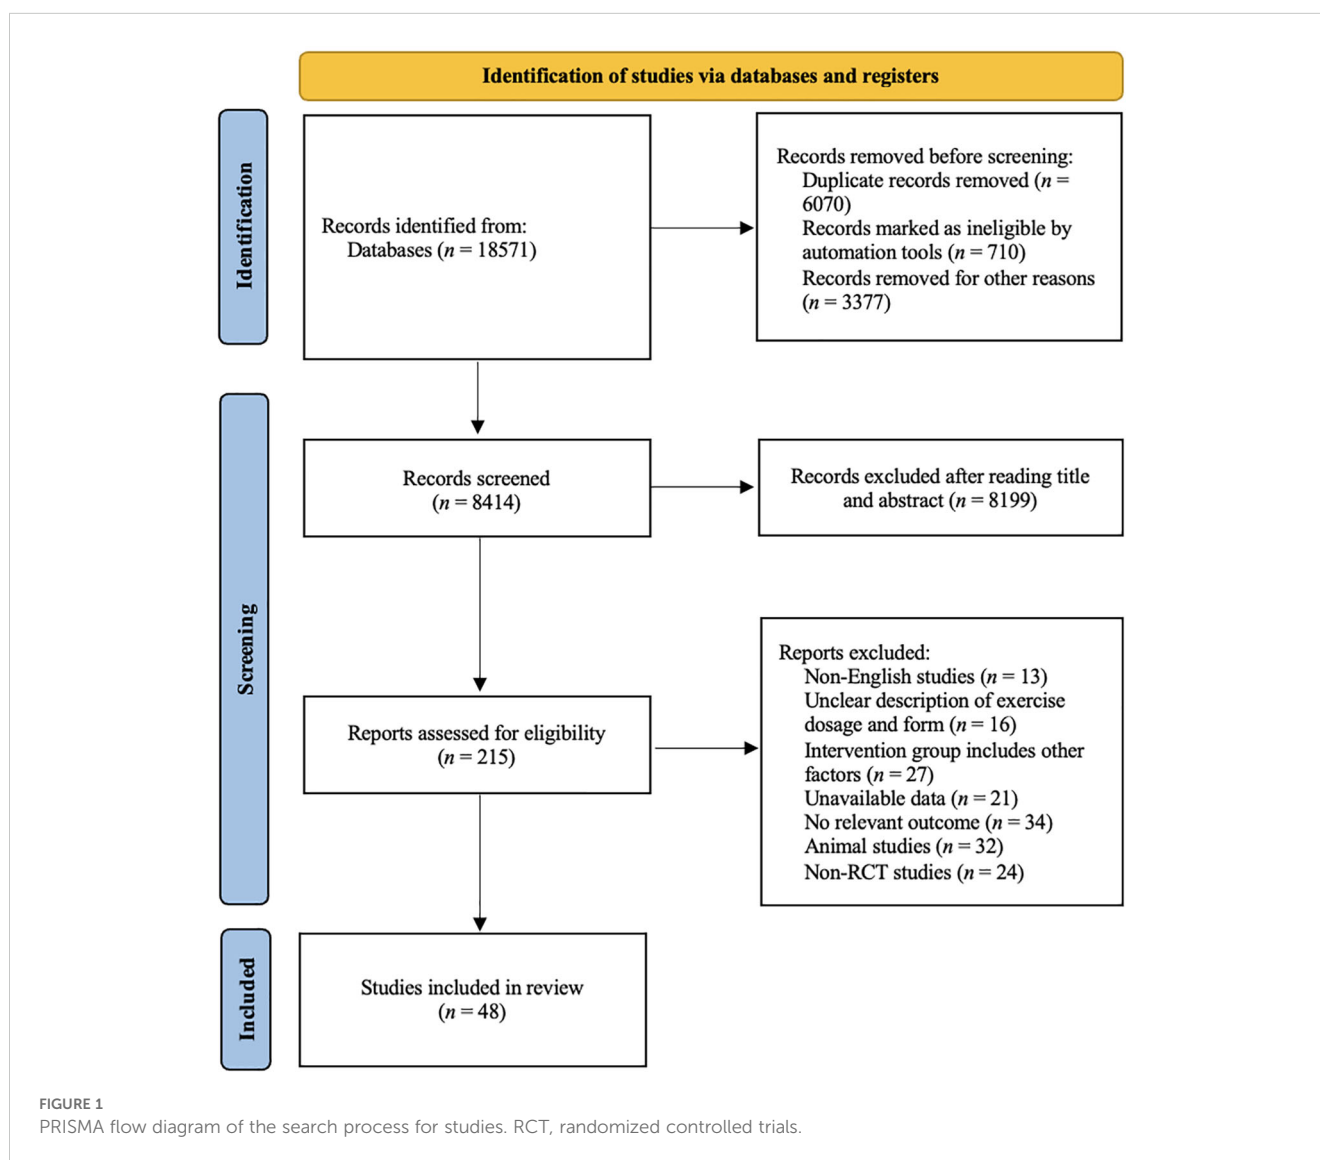 Identification of studies via databases and registers
Identification
Records identified from:
Databases (n = 18571)
Records removed before screening:
Duplicate records removed (n =
6070)
Records marked as ineligible by
automation tools (n = 710)
Records removed for other reasons
(n = 3377)
Screening
Records screened
(n = 8414)
Records excluded after reading title
and abstract (n = 8199)
Reports assessed for eligibility
(n = 215)
Reports excluded:
Non-English studies (n = 13)
Unclear description of exercise
dosage and form (n = 16)
Intervention group includes other
factors (n = 27)
Unavailable data (n = 21)
No relevant outcome (n = 34)
Animal studies (n = 32)
Non-RCT studies (n = 24)
Included
Studies included in review
(n = 48)
FIGURE 1
PRISMA flow diagram of the search process for studies. RCT, randomized controlled trials.